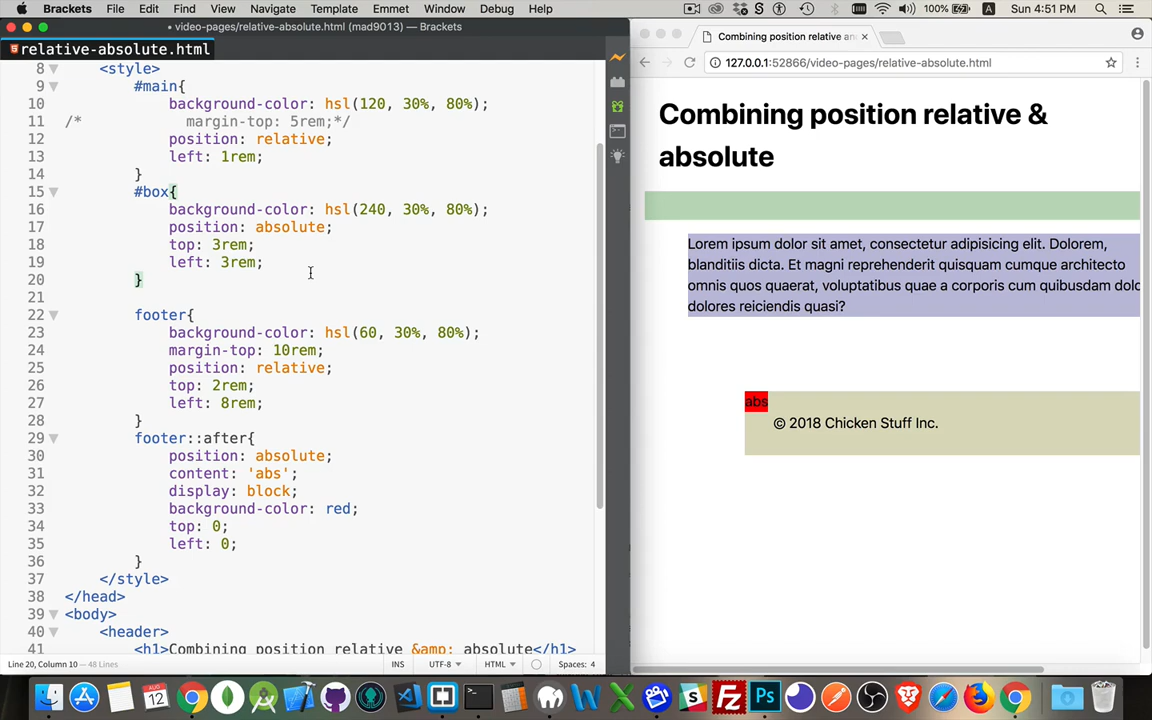 Brackets File Edit Find View Navigate Template Emmet Window Debug Help 100% Sun 4:51 PM
• video-pages/relative-absolute.html (mad9013) — Brackets
relative-absolute.html
Combining position relative an
127.0.0.1:52866/video-pages/relative-absolute.html
8 <style>
9 #main{
10 background-color: hsl(120, 30%, 80%);
11 /* margin-top: 5rem;*/
12 position: relative;
13 left: 1rem;
14 }
15 #box{
16 background-color: hsl(240, 30%, 80%);
17 position: absolute;
18 top: 3rem;
19 left: 3rem;
20 }
21
22 footer{
23 background-color: hsl(60, 30%, 80%);
24 margin-top: 10rem;
25 position: relative;
26 top: 2rem;
27 left: 8rem;
28 }
29 footer::after{
30 position: absolute;
31 content: 'abs';
32 display: block;
33 background-color: red;
34 top: 0;
35 left: 0;
36 }
37 </style>
38 </head>
39 <body>
40 <header>
41 <h1>Combining position relative &amp; absolute</h1>
Line 20, Column 10 — 48 Lines INS UTF-8 HTML Spaces: 4
Combining position relative &
absolute
Lorem ipsum dolor sit amet, consectetur adipisicing elit. Dolorem,
blanditiis dicta. Et magni reprehenderit quisquam cumque architecto
omnis quos quaerat, voluptatibus quae a corporis cum quibusdam dolo
dolores reiciendis quasi?
abs
© 2018 Chicken Stuff Inc.
AUG
12